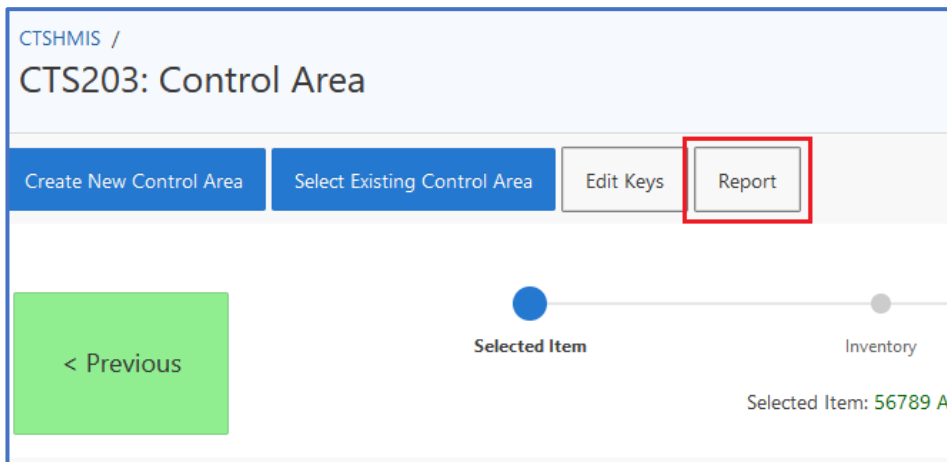 CTSHMIS /
CTS203: Control Area
Create New Control Area Select Existing Control Area Edit Keys Report
< Previous
Selected Item Inventory
Selected Item: 56789 A